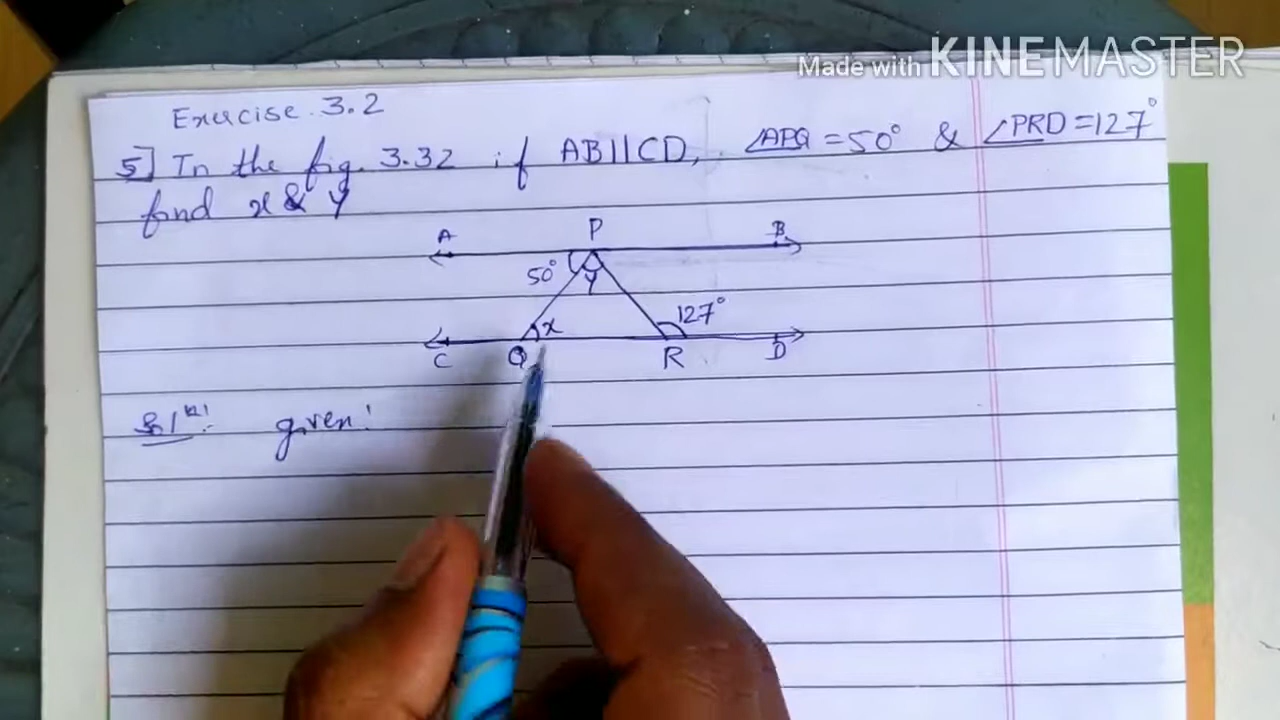 Made with KINEMASTER
Exercise. 3.2
5] In the fig. 3.32 if AB||CD, ∠APQ = 50° & ∠PRD = 127°
find x & y
A P B
50° y
x 127°
C Q R D
Solⁿ: given: